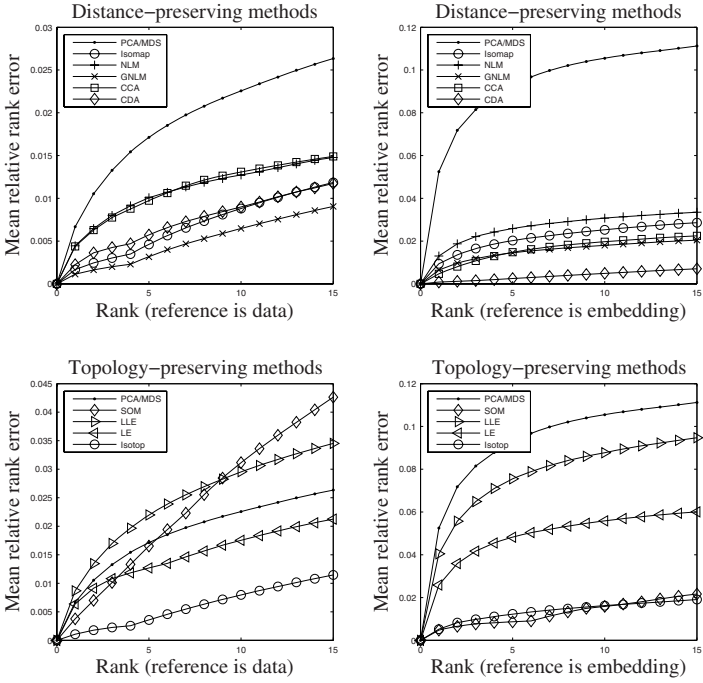 Distance−preserving methods
Mean relative rank error
0.03
0.025
0.02
0.015
0.01
0.005
0
PCA/MDS
Isomap
NLM
GNLM
CCA
CDA
0 5 10 15
Rank (reference is data)
Distance−preserving methods
Mean relative rank error
0.12
0.1
0.08
0.06
0.04
0.02
0
PCA/MDS
Isomap
NLM
GNLM
CCA
CDA
0 5 10 15
Rank (reference is embedding)
Topology−preserving methods
Mean relative rank error
0.045
0.04
0.035
0.03
0.025
0.02
0.015
0.01
0.005
0
PCA/MDS
SOM
LLE
LE
Isotop
0 5 10 15
Rank (reference is data)
Topology−preserving methods
Mean relative rank error
0.12
0.1
0.08
0.06
0.04
0.02
0
PCA/MDS
SOM
LLE
LE
Isotop
0 5 10 15
Rank (reference is embedding)